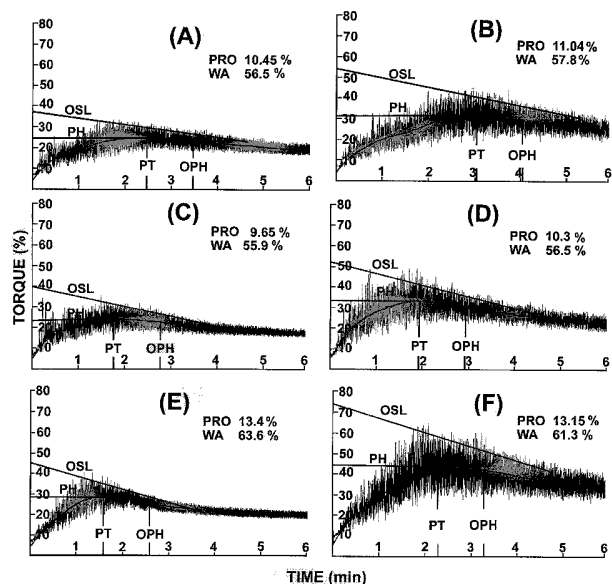 80
70
60
50
40
30
20
10
(A)
PRO 10.45 %
WA 56.5 %
OSL
PH
PT
OPH
1 2 3 4 5 6
80
70
60
50
40
30
20
10
(B)
PRO 11.04 %
WA 57.8 %
OSL
PH
PT
OPH
1 2 3 4 5 6
TORQUE (%)
80
70
60
50
40
30
20
10
(C)
PRO 9.65 %
WA 55.9 %
OSL
PH
PT
OPH
1 2 3 4 5 6
80
70
60
50
40
30
20
10
(D)
PRO 10.3 %
WA 56.5 %
OSL
PH
PT
OPH
1 2 3 4 5 6
80
70
60
50
40
30
20
10
(E)
PRO 13.4 %
WA 63.6 %
OSL
PH
PT
OPH
1 2 3 4 5 6
80
70
60
50
40
30
20
10
(F)
PRO 13.15 %
WA 61.3 %
OSL
PH
PT
OPH
1 2 3 4 5 6
TIME (min)